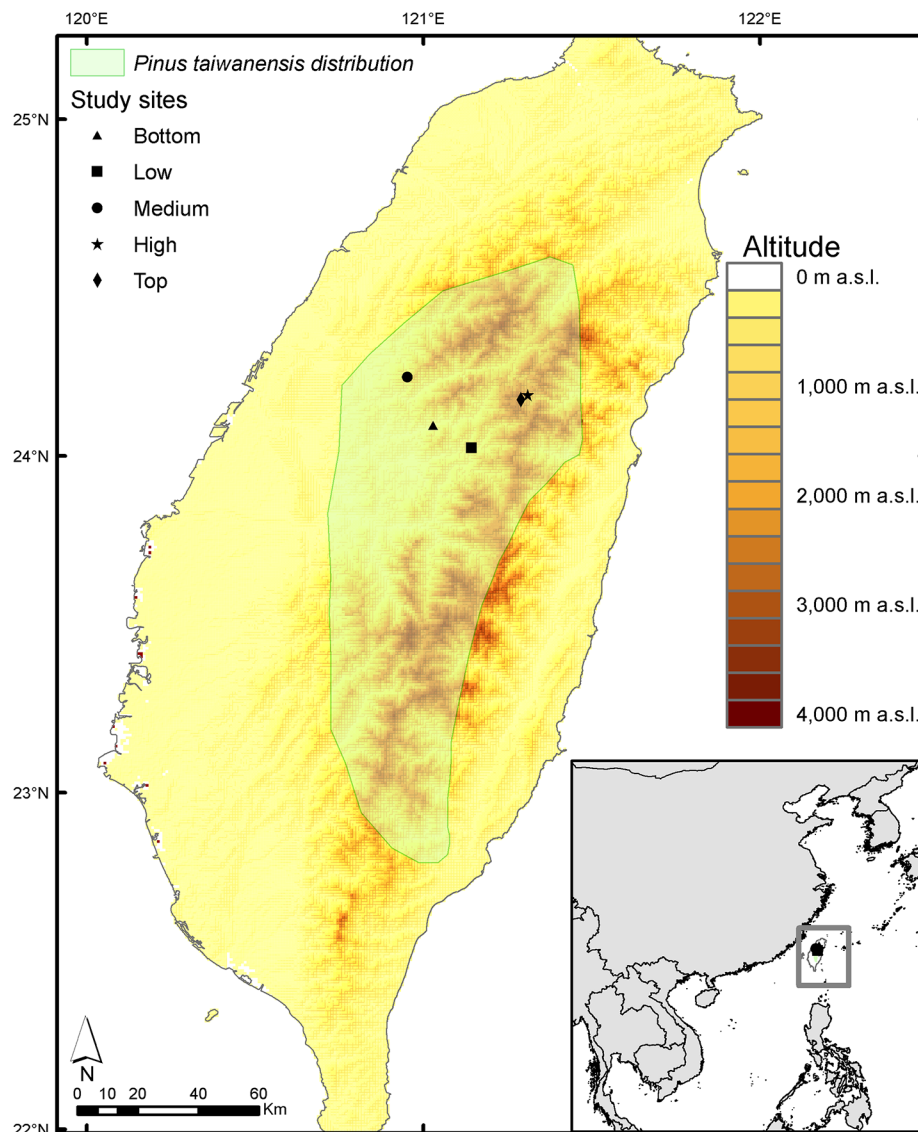 120°E 121°E 122°E
Pinus taiwanensis distribution
Study sites
25°N
Bottom
Low
Medium
High
Top
Altitude
0 m a.s.l.
1,000 m a.s.l.
2,000 m a.s.l.
3,000 m a.s.l.
4,000 m a.s.l.
24°N
23°N
N
0 10 20 40 60
Km
22°N